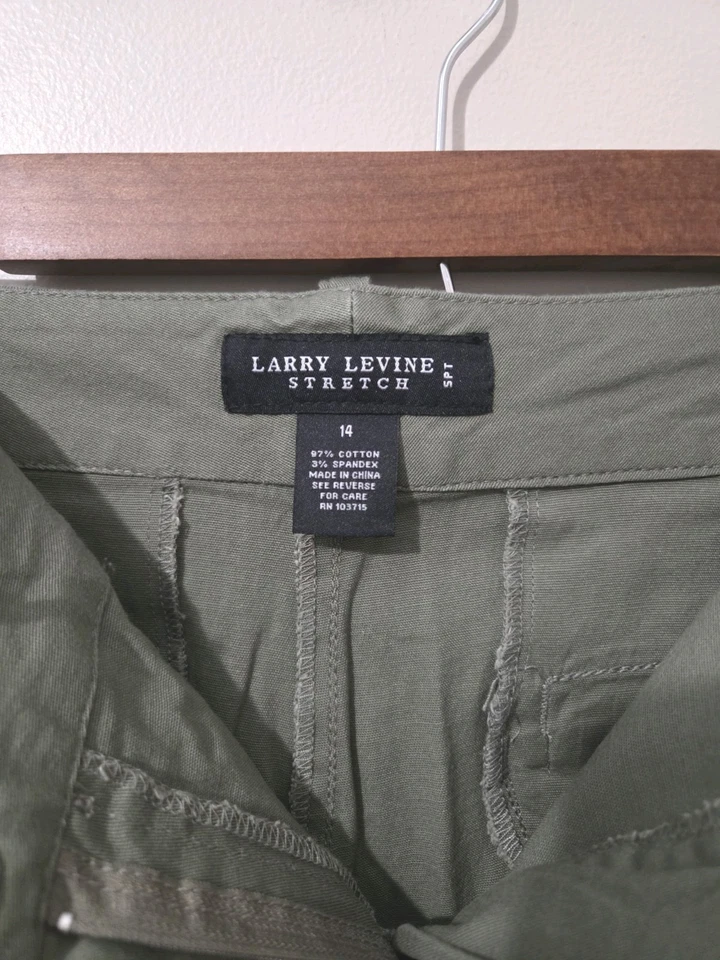 LARRY LEVINE SPT
STRETCH
14
97% COTTON
3% SPANDEX
MADE IN CHINA
SEE REVERSE
FOR CARE
RN 103715